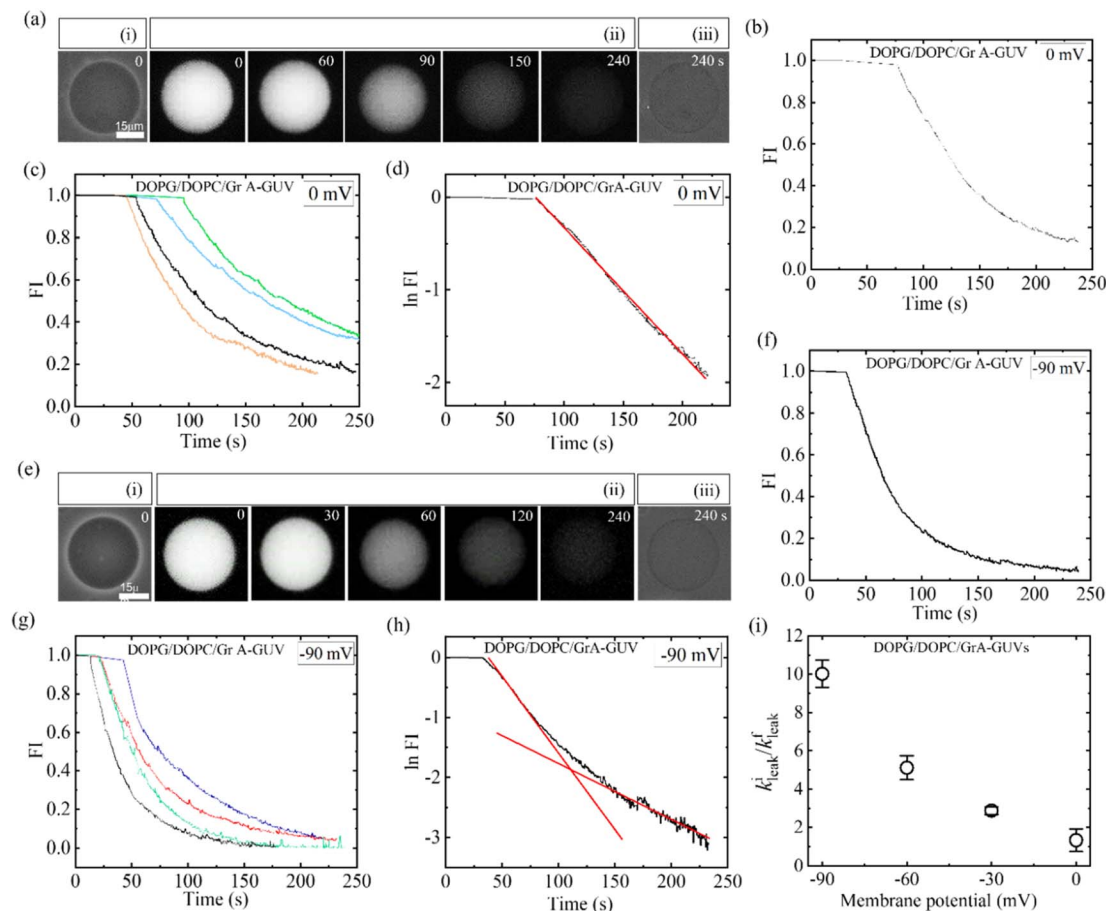 (a)
(i) (ii) (iii)
0 0 60 90 150 240 240 s
15μm
(b)
DOPG/DOPC/Gr A-GUV 0 mV
1.0
0.8
0.6
0.4
0.2
0.0
FI
0 50 100 150 200 250
Time (s)
(c)
DOPG/DOPC/Gr A-GUV
0 mV
1.0
0.8
0.6
0.4
0.2
0.0
FI
0 50 100 150 200 250
Time (s)
(d)
DOPG/DOPC/GrA-GUV
0 mV
0
-1
-2
ln FI
0 50 100 150 200
Time (s)
(e)
(i) (ii) (iii)
0 0 30 60 120 240 240 s
15μ
(f)
DOPG/DOPC/Gr A-GUV -90 mV
1.0
0.8
0.6
0.4
0.2
0.0
FI
0 50 100 150 200 250
Time (s)
(g)
DOPG/DOPC/Gr A-GUV
-90 mV
1.0
0.8
0.6
0.4
0.2
0.0
FI
0 50 100 150 200 250
Time (s)
(h)
DOPG/DOPC/GrA-GUV
-90 mV
0
-1
-2
-3
ln FI
0 50 100 150 200 250
Time (s)
(i)
DOPG/DOPC/GrA-GUVs
12
10
8
6
4
2
0
k^i_leak/k^f_leak
-90 -60 -30 0
Membrane potential (mV)